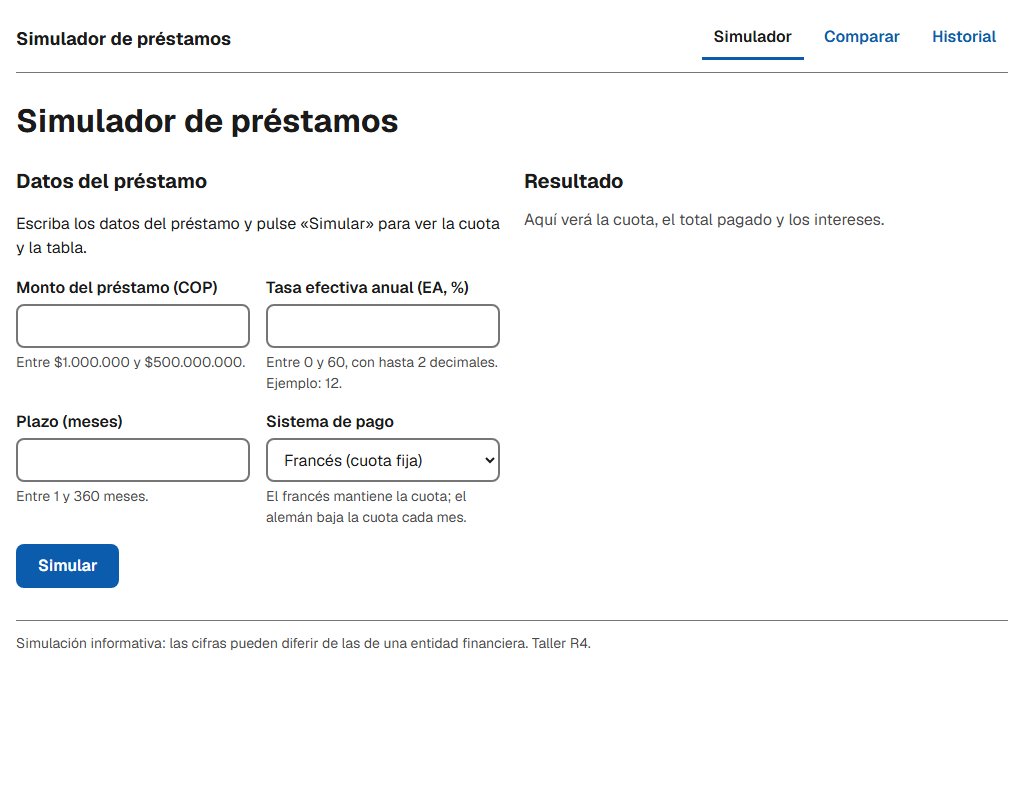 Simulador de préstamos
Simulador
Comparar
Historial
Simulador de préstamos
Datos del préstamo
Escriba los datos del préstamo y pulse «Simular» para ver la cuota
y la tabla.
Monto del préstamo (COP)
Entre $1.000.000 y $500.000.000.
Tasa efectiva anual (EA, %)
Entre 0 y 60, con hasta 2 decimales.
Ejemplo: 12.
Plazo (meses)
Entre 1 y 360 meses.
Sistema de pago
Francés (cuota fija)
El francés mantiene la cuota; el
alemán baja la cuota cada mes.
Simular
Resultado
Aquí verá la cuota, el total pagado y los intereses.
Simulación informativa: las cifras pueden diferir de las de una entidad financiera. Taller R4.